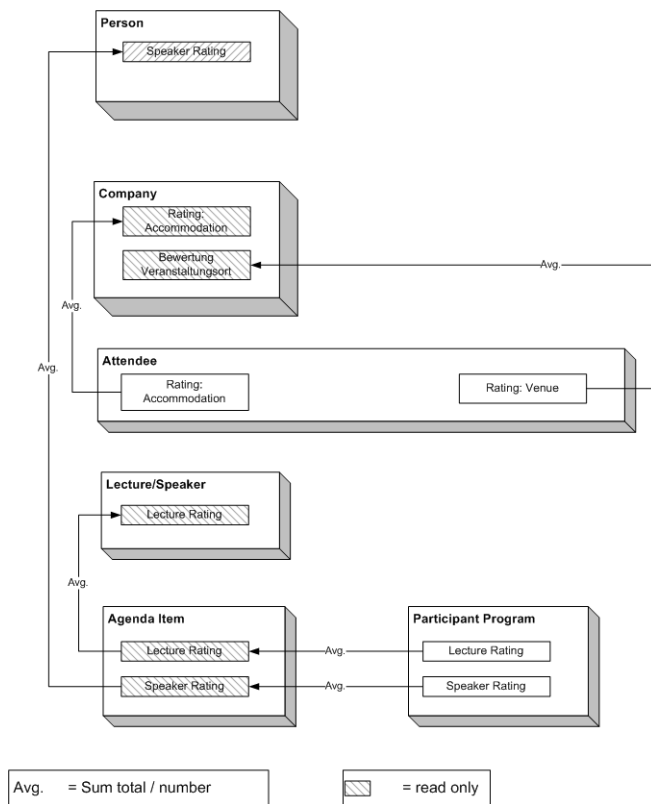 Person
Speaker Rating
Company
Rating:
Accommodation
Bewertung
Veranstaltungsort
Avg.
Avg.
Avg.
Attendee
Rating:
Accommodation
Rating: Venue
Lecture/Speaker
Lecture Rating
Avg.
Agenda Item
Lecture Rating
Speaker Rating
Avg.
Avg.
Participant Program
Lecture Rating
Speaker Rating
Avg. = Sum total / number
= read only